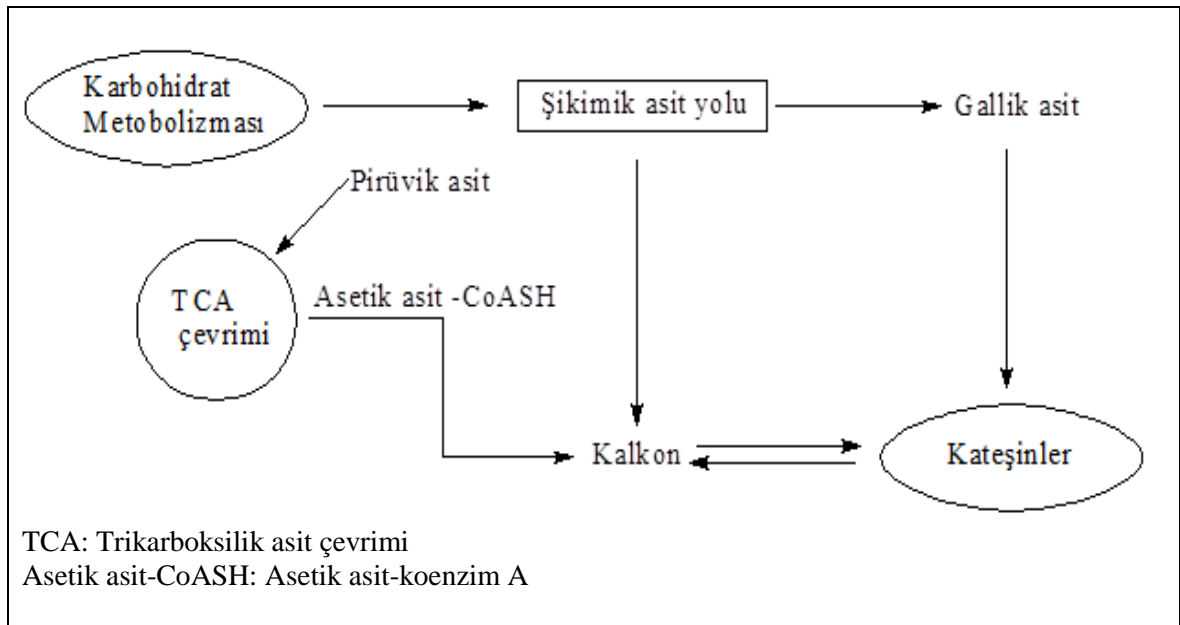 Karbohidrat
Metobolizması
Şikimik asit yolu
Gallik asit
Pirüvik asit
TCA
çevrimi
Asetik asit -CoASH
Kalkon
Kateşinler
TCA: Trikarboksilik asit çevrimi
Asetik asit-CoASH: Asetik asit-koenzim A